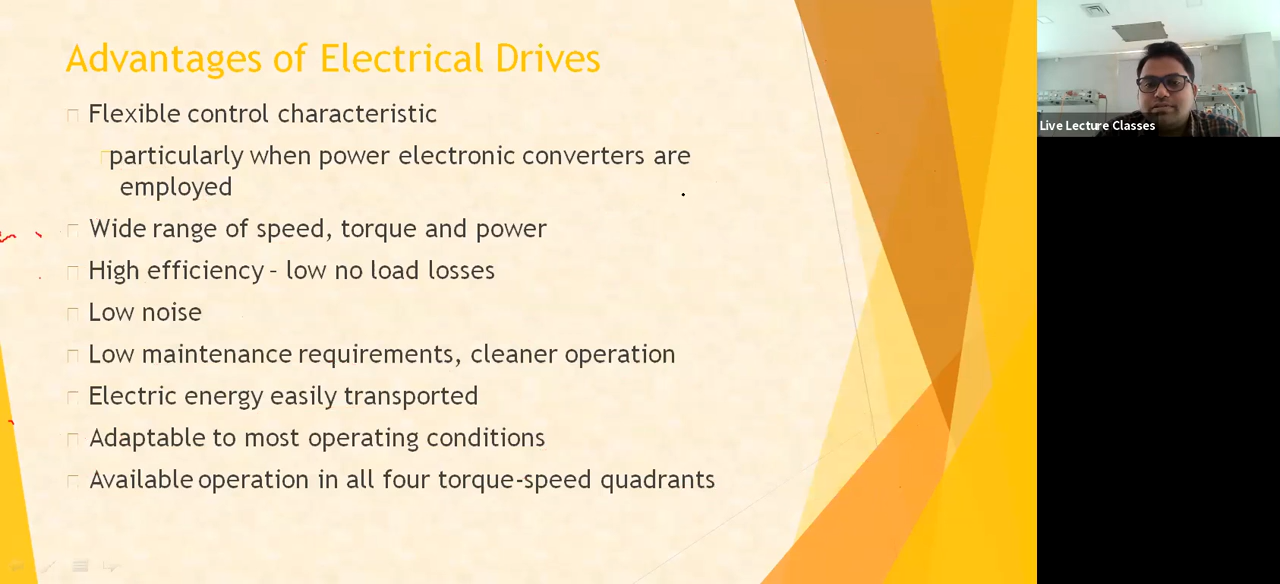 Advantages of Electrical Drives
Flexible control characteristic
particularly when power electronic converters are
employed
Wide range of speed, torque and power
High efficiency – low no load losses
Low noise
Low maintenance requirements, cleaner operation
Electric energy easily transported
Adaptable to most operating conditions
Available operation in all four torque-speed quadrants
Live Lecture Classes